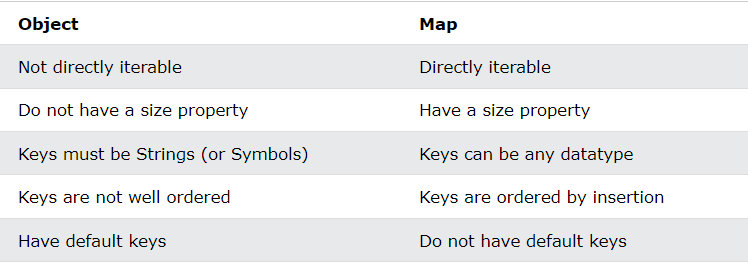 Object Map
Not directly iterable Directly iterable
Do not have a size property Have a size property
Keys must be Strings (or Symbols) Keys can be any datatype
Keys are not well ordered Keys are ordered by insertion
Have default keys Do not have default keys